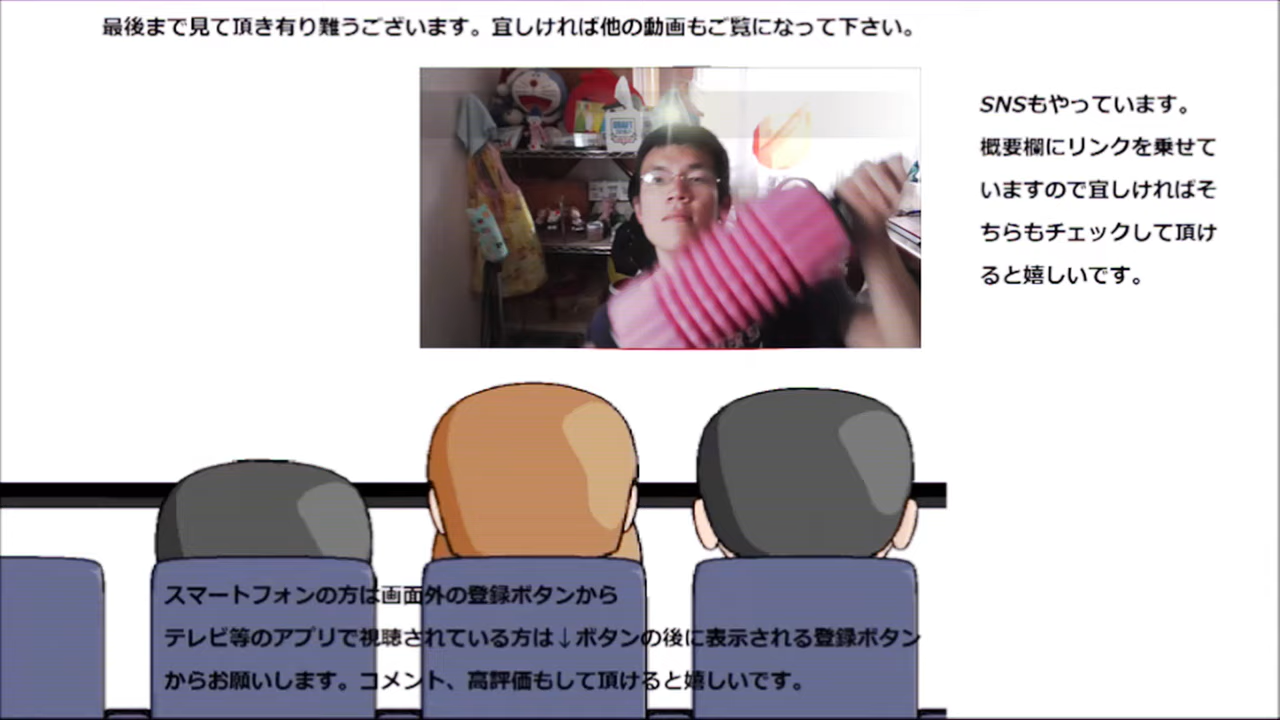 最後まで見て頂き有り難うございます。宜しければ他の動画もご覧になって下さい。
SNSもやっています。
概要欄にリンクを乗せて
いますので宜しければそ
ちらもチェックして頂け
ると嬉しいです。
スマートフォンの方は画面外の登録ボタンから
テレビ等のアプリで視聴されている方は↓ボタンの後に表示される登録ボタン
からお願いします。コメント、高評価もして頂けると嬉しいです。